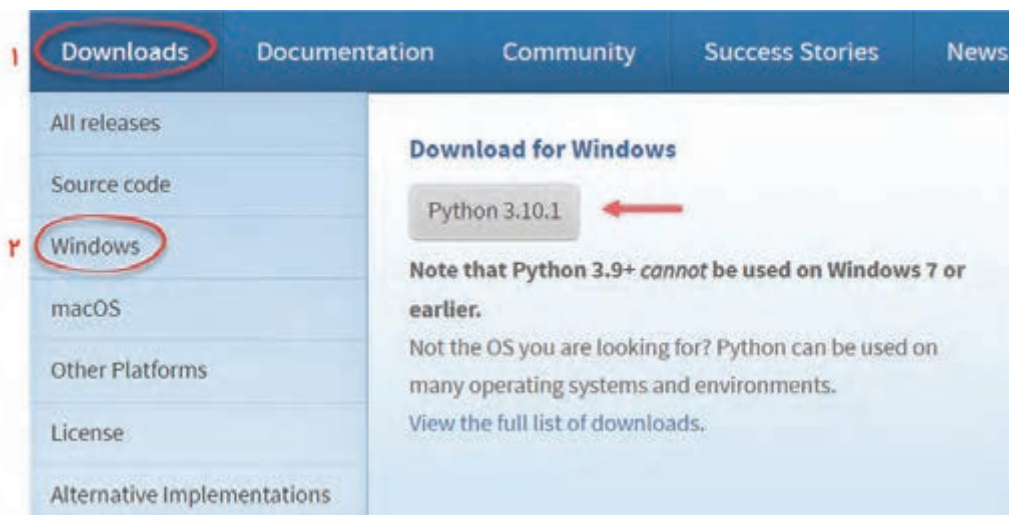 ۱ Downloads Documentation Community Success Stories News
All releases
Source code
۲ Windows
macOS
Other Platforms
License
Alternative Implementations
Download for Windows
Python 3.10.1
Note that Python 3.9+ cannot be used on Windows 7 or
earlier.
Not the OS you are looking for? Python can be used on
many operating systems and environments.
View the full list of downloads.